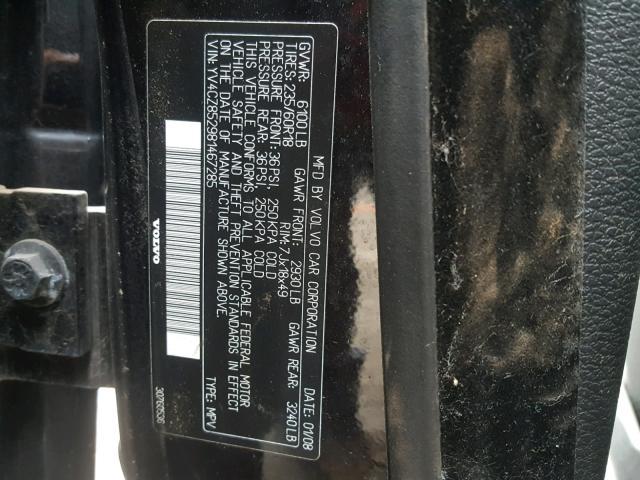 MFD BY VOLVO CAR CORPORATION DATE: 01/08
GVWR: 6100LB GAWR FRONT: 2930LB GAWR REAR: 3240LB
TIRES: 235/60R18 RIM: 7Jx18x49
PRESSURE FRONT: 36PSI, 250KPA COLD
PRESSURE REAR: 36PSI, 250KPA COLD
THIS VEHICLE CONFORMS TO ALL APPLICABLE FEDERAL MOTOR
VEHICLE SAFETY AND THEFT PREVENTION STANDARDS IN EFFECT
ON THE DATE OF MANUFACTURE SHOWN ABOVE.
VIN: YV4CZ852981467285 TYPE: MPV
VOLVO 30760536